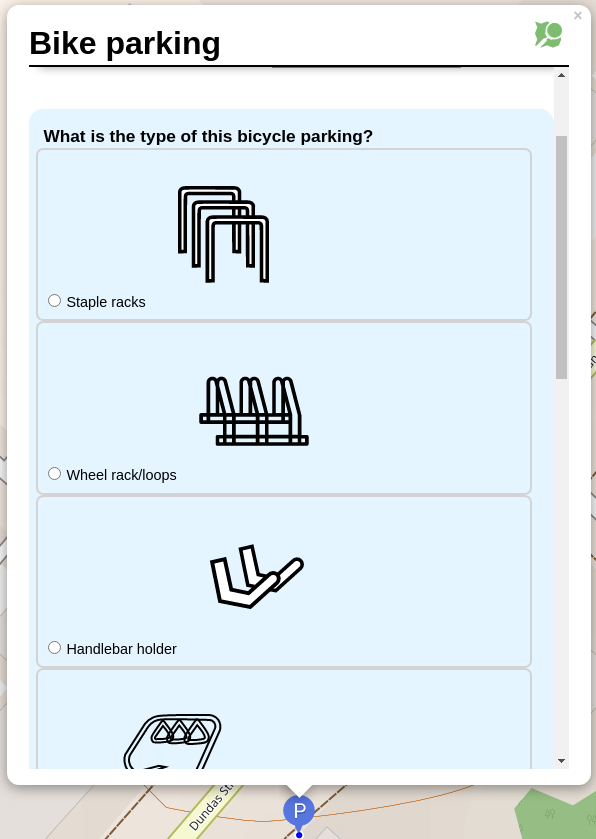 Bike parking
×
What is the type of this bicycle parking?
Staple racks
Wheel rack/loops
Handlebar holder
Dundas St
P